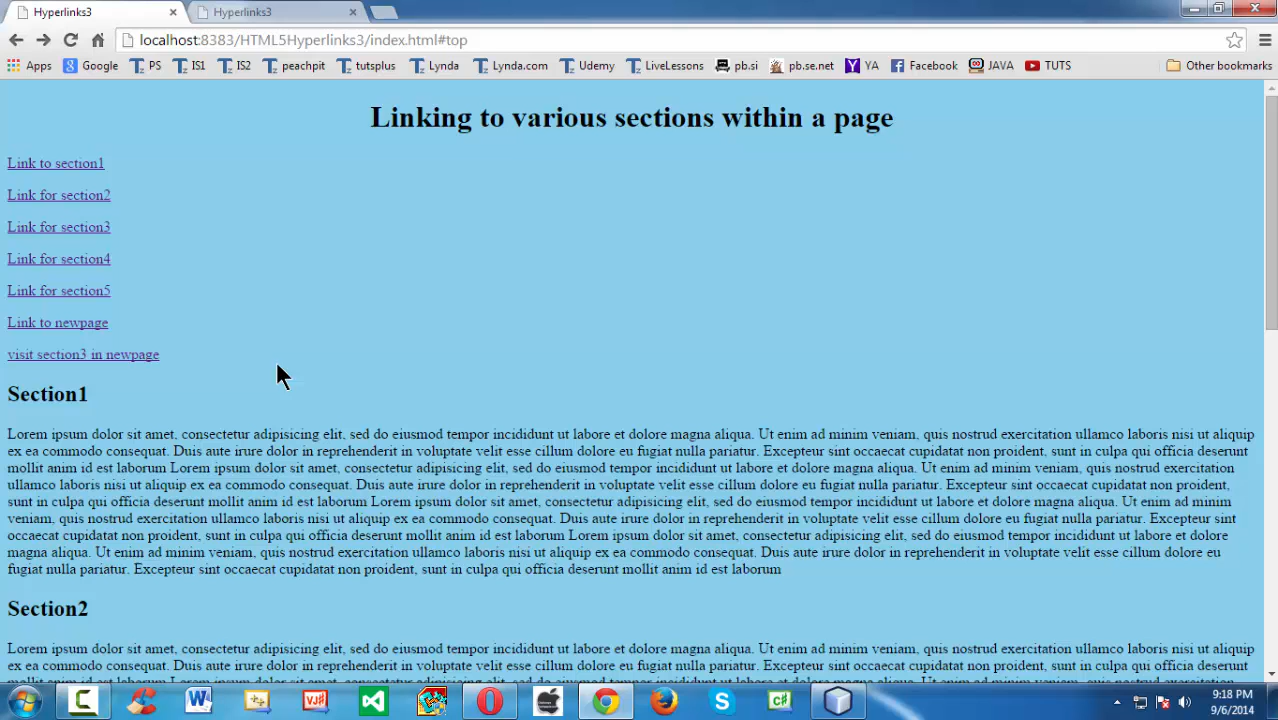 Hyperlinks3 Hyperlinks3
localhost:8383/HTML5Hyperlinks3/index.html#top
Apps Google PS IS1 IS2 peachpit tutsplus Lynda Lynda.com Udemy LiveLessons pb.si pb.se.net YA Facebook JAVA TUTS Other bookmarks
Linking to various sections within a page
Link to section1
Link for section2
Link for section3
Link for section4
Link for section5
Link to newpage
visit section3 in newpage
Section1
Lorem ipsum dolor sit amet, consectetur adipisicing elit, sed do eiusmod tempor incididunt ut labore et dolore magna aliqua. Ut enim ad minim veniam, quis nostrud exercitation ullamco laboris nisi ut aliquip
ex ea commodo consequat. Duis aute irure dolor in reprehenderit in voluptate velit esse cillum dolore eu fugiat nulla pariatur. Excepteur sint occaecat cupidatat non proident, sunt in culpa qui officia deserunt
mollit anim id est laborum Lorem ipsum dolor sit amet, consectetur adipisicing elit, sed do eiusmod tempor incididunt ut labore et dolore magna aliqua. Ut enim ad minim veniam, quis nostrud exercitation
ullamco laboris nisi ut aliquip ex ea commodo consequat. Duis aute irure dolor in reprehenderit in voluptate velit esse cillum dolore eu fugiat nulla pariatur. Excepteur sint occaecat cupidatat non proident,
sunt in culpa qui officia deserunt mollit anim id est laborum Lorem ipsum dolor sit amet, consectetur adipisicing elit, sed do eiusmod tempor incididunt ut labore et dolore magna aliqua. Ut enim ad minim
veniam, quis nostrud exercitation ullamco laboris nisi ut aliquip ex ea commodo consequat. Duis aute irure dolor in reprehenderit in voluptate velit esse cillum dolore eu fugiat nulla pariatur. Excepteur sint
occaecat cupidatat non proident, sunt in culpa qui officia deserunt mollit anim id est laborum Lorem ipsum dolor sit amet, consectetur adipisicing elit, sed do eiusmod tempor incididunt ut labore et dolore
magna aliqua. Ut enim ad minim veniam, quis nostrud exercitation ullamco laboris nisi ut aliquip ex ea commodo consequat. Duis aute irure dolor in reprehenderit in voluptate velit esse cillum dolore eu
fugiat nulla pariatur. Excepteur sint occaecat cupidatat non proident, sunt in culpa qui officia deserunt mollit anim id est laborum
Section2
Lorem ipsum dolor sit amet, consectetur adipisicing elit, sed do eiusmod tempor incididunt ut labore et dolore magna aliqua. Ut enim ad minim veniam, quis nostrud exercitation ullamco laboris nisi ut aliquip
ex ea commodo consequat. Duis aute irure dolor in reprehenderit in voluptate velit esse cillum dolore eu fugiat nulla pariatur. Excepteur sint occaecat cupidatat non proident, sunt in culpa qui officia deserunt
9:18 PM
9/6/2014